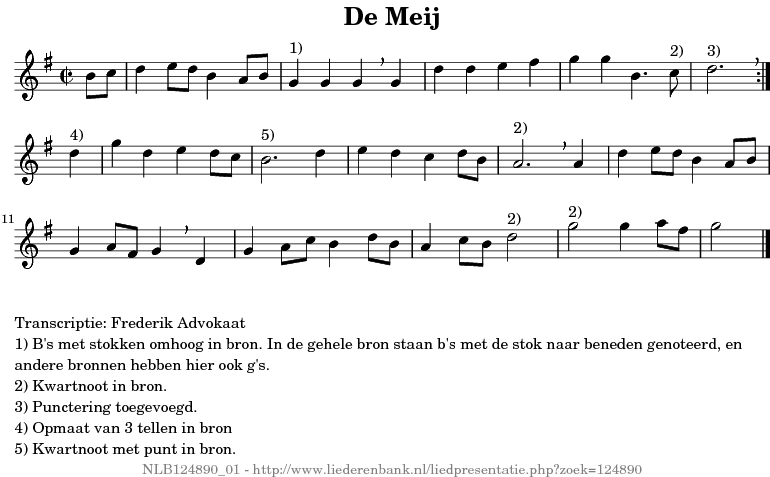 De Meij
1)
2)
3)
4)
5)
2)
11
2)
2)
Transcriptie: Frederik Advokaat
1) B's met stokken omhoog in bron. In de gehele bron staan b's met de stok naar beneden genoteerd, en
andere bronnen hebben hier ook g's.
2) Kwartnoot in bron.
3) Punctering toegevoegd.
4) Opmaat van 3 tellen in bron
5) Kwartnoot met punt in bron.
NLB124890_01 - http://www.liederenbank.nl/liedpresentatie.php?zoek=124890